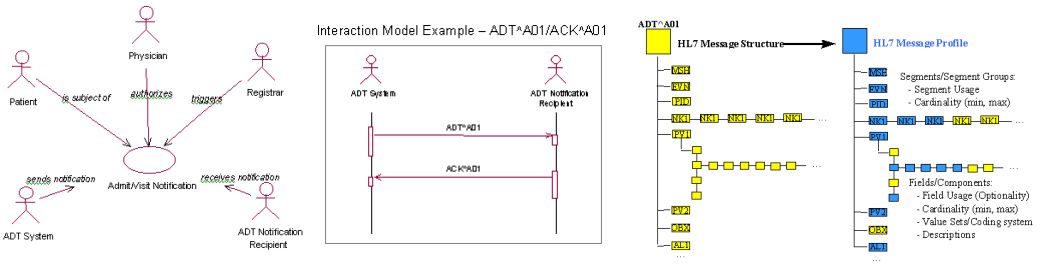 Physician
Patient
Registrar
is subject of
authorizes
triggers
Admit/Visit Notification
sends notification
receives notification
ADT System
ADT Notification
Recipient
Interaction Model Example – ADT^A01/ACK^A01
ADT System
ADT Notification
Recipient
ADT^A01
ACK^A01
ADT^A01
HL7 Message Structure
MSH
EVN
PID
NK1 NK1 NK1 NK1 NK1 ...
PV1
...
PV2
OBX
AL1
...
HL7 Message Profile
MSH
EVN
PID
NK1 NK1 NK1 NK1 NK1 ...
PV1
...
PV2
OBX
AL1
...
Segments/Segment Groups:
- Segment Usage
- Cardinality (min, max)
Fields/Components:
- Field Usage (Optionality)
- Cardinality (min, max)
- Value Sets/Coding system
- Descriptions